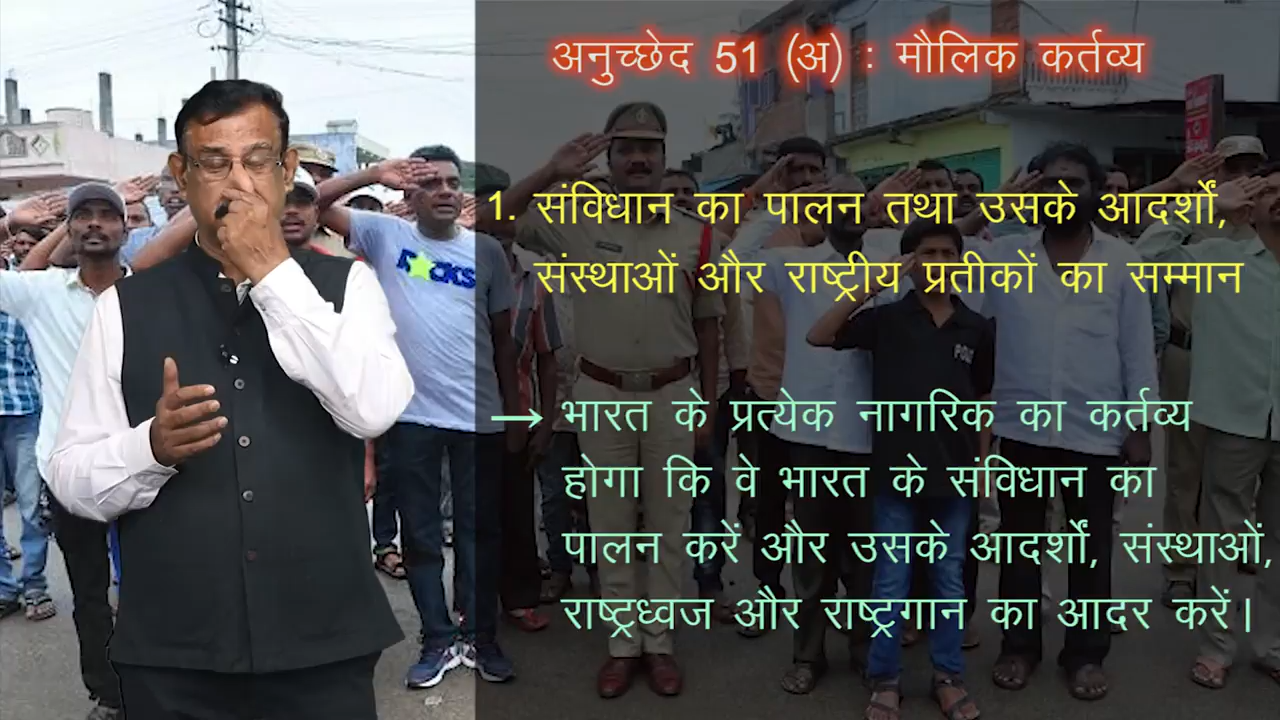 अनुच्छेद 51 (अ) : मौलिक कर्तव्य
1. संविधान का पालन तथा उसके आदर्शों,
संस्थाओं और राष्ट्रीय प्रतीकों का सम्मान
→ भारत के प्रत्येक नागरिक का कर्तव्य
होगा कि वे भारत के संविधान का
पालन करें और उसके आदर्शों, संस्थाओं,
राष्ट्रध्वज और राष्ट्रगान का आदर करें।